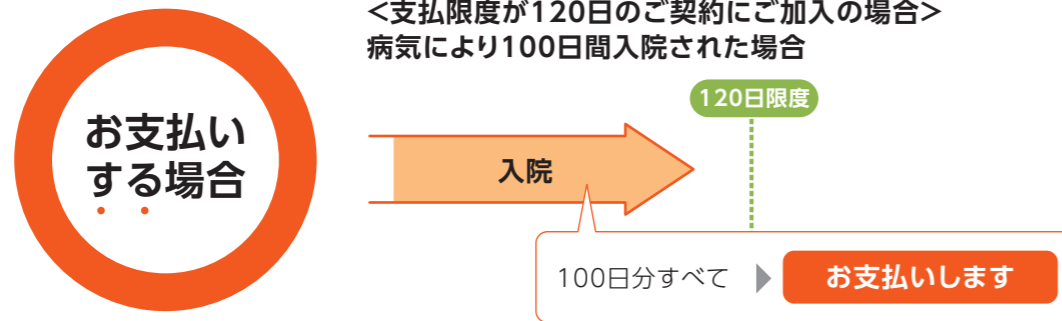 <支払限度が120日のご契約にご加入の場合>
病気により100日間入院された場合
お支払い
する場合
120日限度
入院
100日分すべて
お支払いします